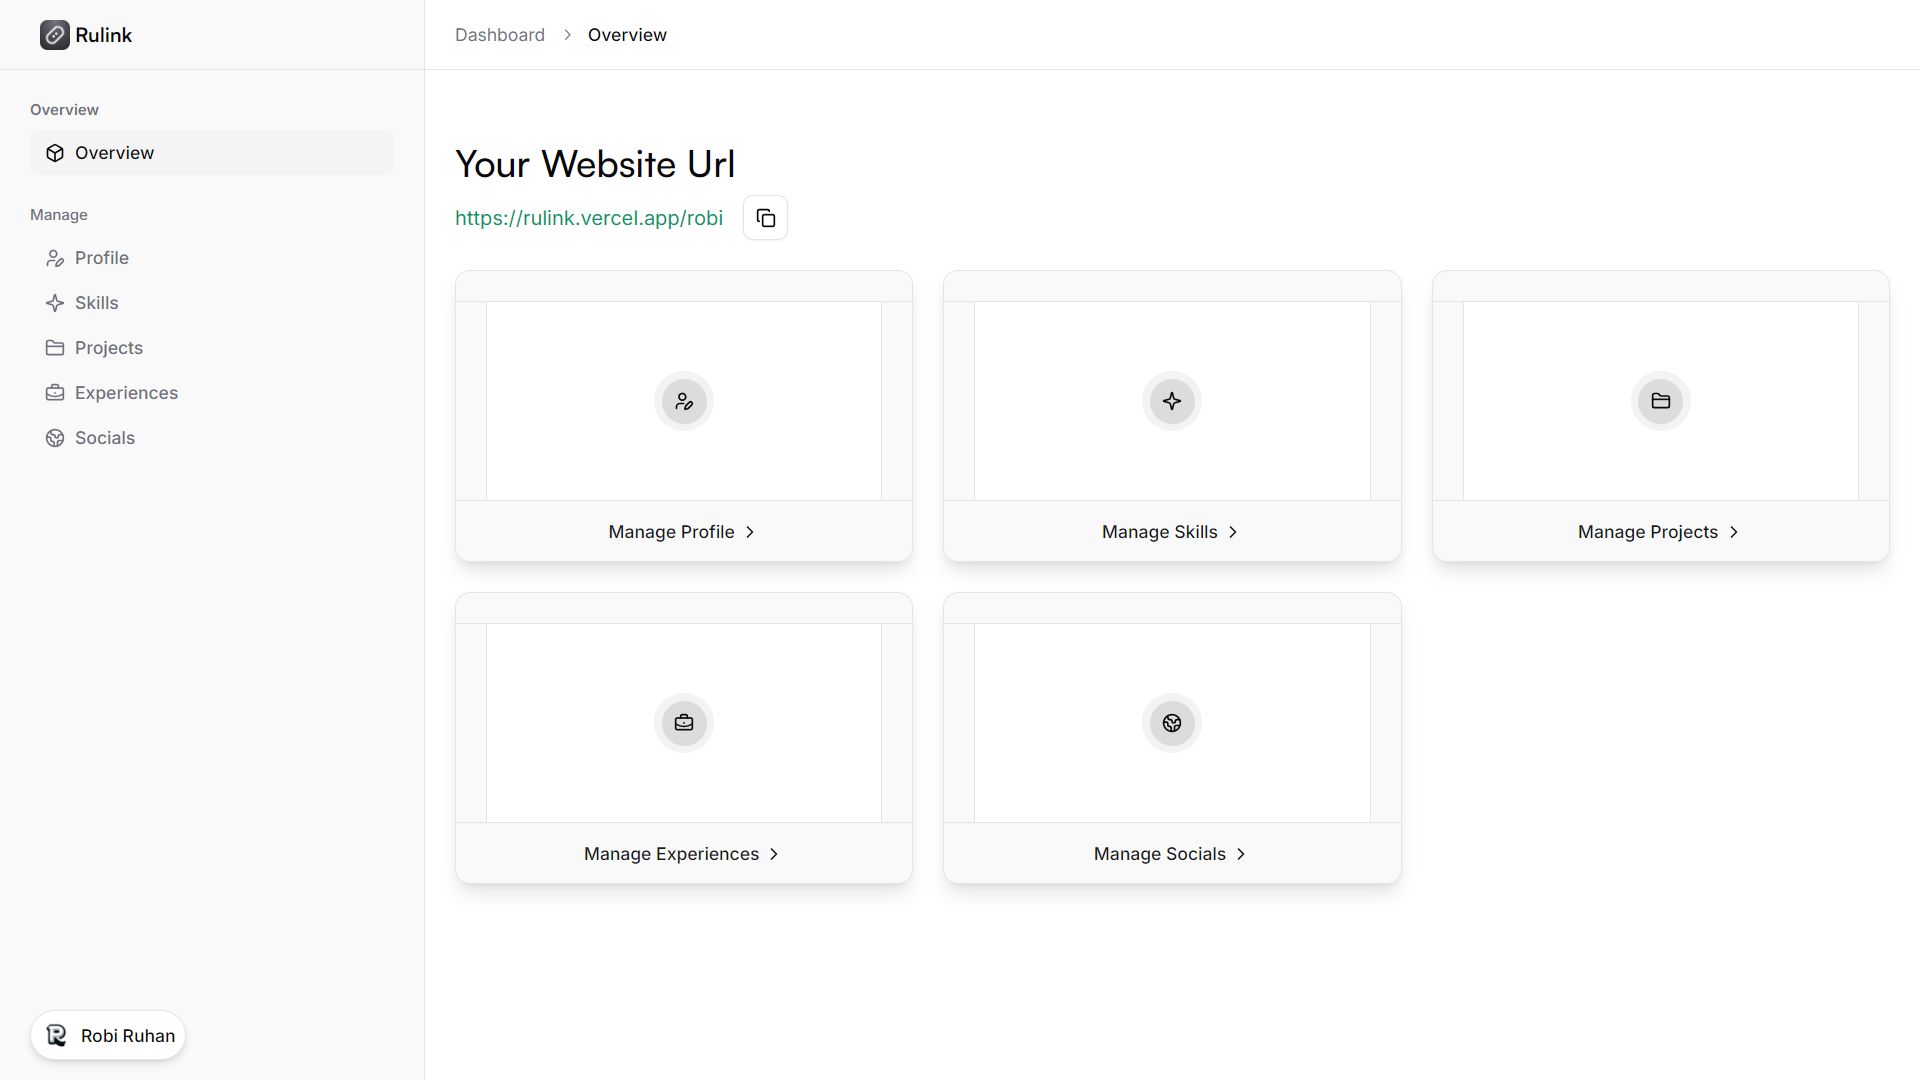 Rulink
Dashboard
Overview
Overview
Overview
Manage
Profile
Skills
Projects
Experiences
Socials
Your Website Url
https://rulink.vercel.app/robi
Manage Profile
Manage Skills
Manage Projects
Manage Experiences
Manage Socials
Robi Ruhan